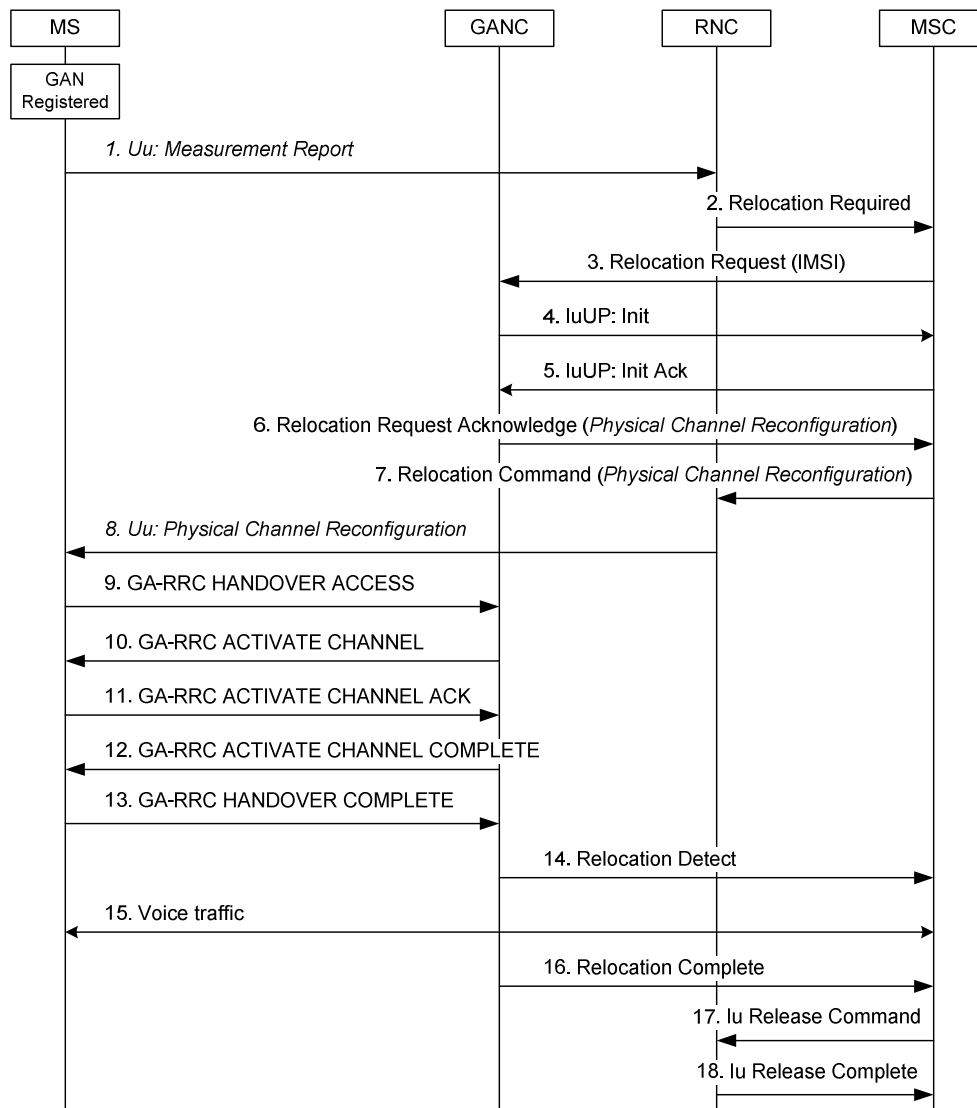 MS
GANC
RNC
MSC
GAN
Registered
1. Uu: Measurement Report
2. Relocation Required
3. Relocation Request (IMSI)
4. IuUP: Init
5. IuUP: Init Ack
6. Relocation Request Acknowledge (Physical Channel Reconfiguration)
7. Relocation Command (Physical Channel Reconfiguration)
8. Uu: Physical Channel Reconfiguration
9. GA-RRC HANDOVER ACCESS
10. GA-RRC ACTIVATE CHANNEL
11. GA-RRC ACTIVATE CHANNEL ACK
12. GA-RRC ACTIVATE CHANNEL COMPLETE
13. GA-RRC HANDOVER COMPLETE
14. Relocation Detect
15. Voice traffic
16. Relocation Complete
17. Iu Release Command
18. Iu Release Complete